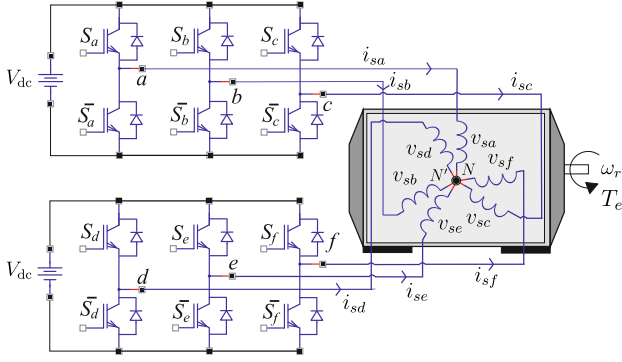 S_a S_b S_c
i_sa
V_dc
a
i_sb
b
i_sc
c
S̄_a S̄_b S̄_c
v_sd v_sa
v_sf
N' N
v_sb
ω_r
T_e
v_sc
v_se
S_d S_e S_f
f
V_dc
e
d
i_sf
i_se
i_sd
S̄_d S̄_e S̄_f